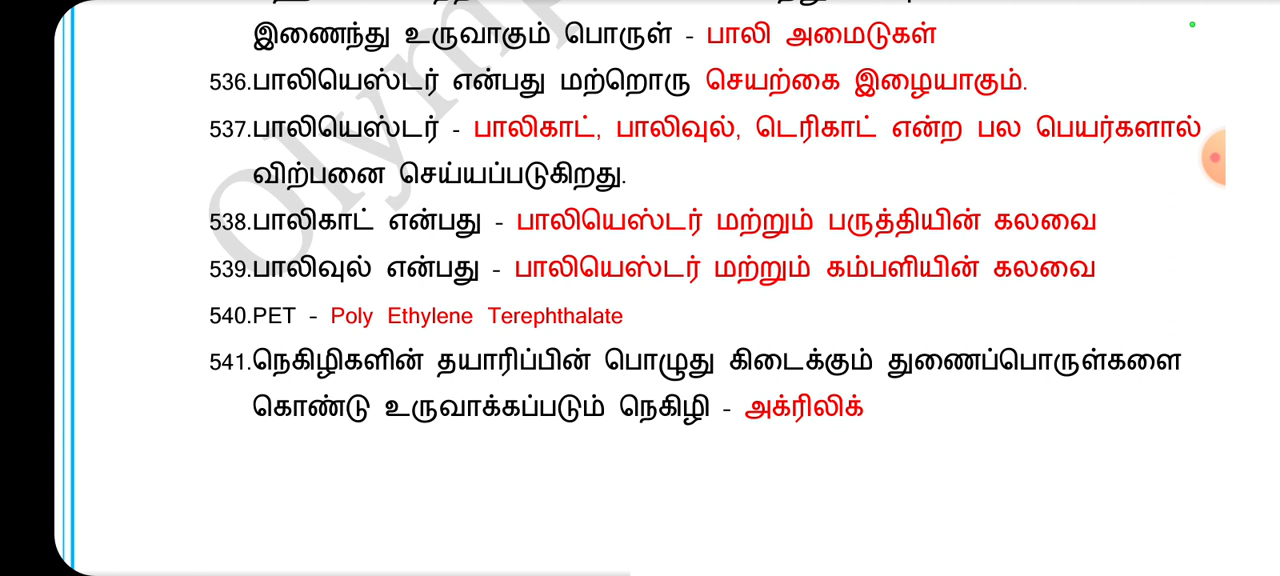 இணைந்து உருவாகும் பொருள் - பாலி அமைடுகள்
536.பாலியெஸ்டர் என்பது மற்றொரு செயற்கை இழையாகும்.
537.பாலியெஸ்டர் - பாலிகாட், பாலிவுல், டெரிகாட் என்ற பல பெயர்களால்
விற்பனை செய்யப்படுகிறது.
538.பாலிகாட் என்பது - பாலியெஸ்டர் மற்றும் பருத்தியின் கலவை
539.பாலிவுல் என்பது - பாலியெஸ்டர் மற்றும் கம்பளியின் கலவை
540.PET - Poly Ethylene Terephthalate
541.நெகிழிகளின் தயாரிப்பின் பொழுது கிடைக்கும் துணைப்பொருள்களை
கொண்டு உருவாக்கப்படும் நெகிழி - அக்ரிலிக்